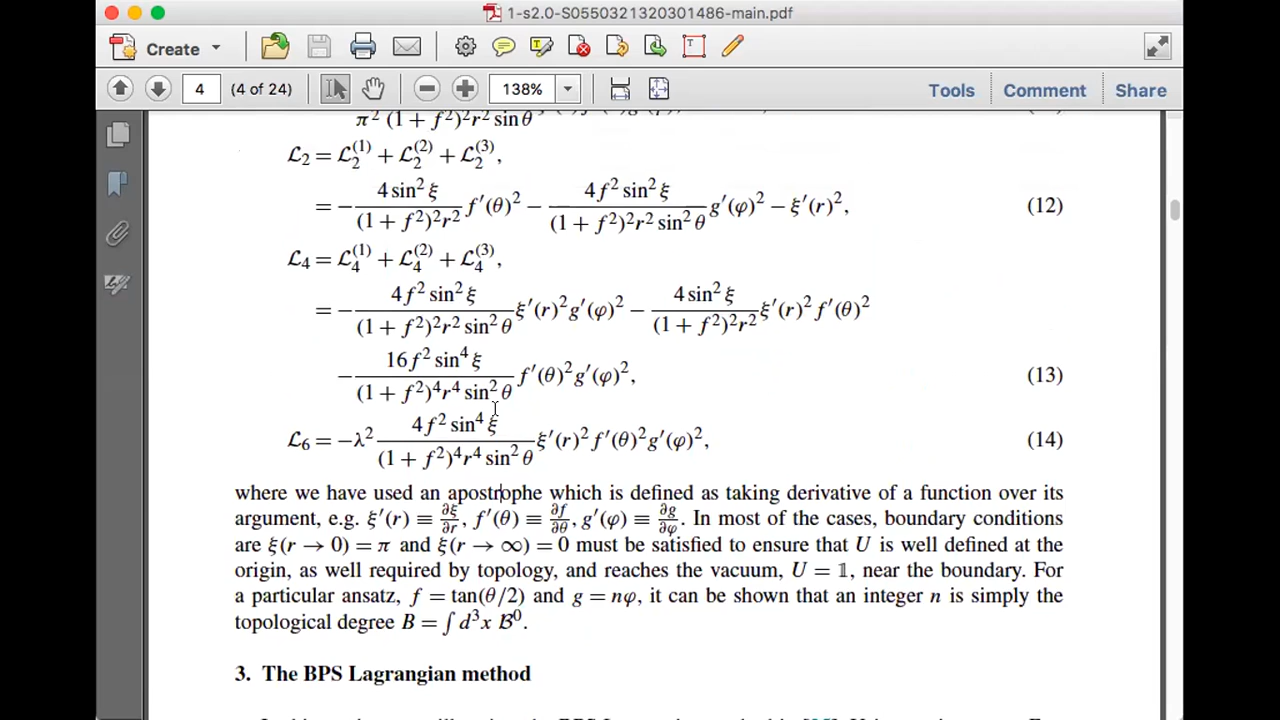 1-s2.0-S0550321320301486-main.pdf
Create
4 (4 of 24) 138% Tools Comment Share
π² (1 + f²)²r² sin θ
ℒ₂ = ℒ₂⁽¹⁾ + ℒ₂⁽²⁾ + ℒ₂⁽³⁾,
= − 4 sin² ξ / (1 + f²)²r² f′(θ)² − 4f² sin² ξ / (1 + f²)²r² sin² θ g′(φ)² − ξ′(r)², (12)
ℒ₄ = ℒ₄⁽¹⁾ + ℒ₄⁽²⁾ + ℒ₄⁽³⁾,
= − 4f² sin² ξ / (1 + f²)²r² sin² θ ξ′(r)²g′(φ)² − 4 sin² ξ / (1 + f²)²r² ξ′(r)² f′(θ)²
− 16f² sin⁴ ξ / (1 + f²)⁴r⁴ sin² θ f′(θ)²g′(φ)², (13)
ℒ₆ = −λ² 4f² sin⁴ ξ / (1 + f²)⁴r⁴ sin² θ ξ′(r)² f′(θ)²g′(φ)², (14)
where we have used an apostrophe which is defined as taking derivative of a function over its
argument, e.g. ξ′(r) ≡ ∂ξ/∂r, f′(θ) ≡ ∂f/∂θ, g′(φ) ≡ ∂g/∂φ. In most of the cases, boundary conditions
are ξ(r → 0) = π and ξ(r → ∞) = 0 must be satisfied to ensure that U is well defined at the
origin, as well required by topology, and reaches the vacuum, U = 𝟙, near the boundary. For
a particular ansatz, f = tan(θ/2) and g = nφ, it can be shown that an integer n is simply the
topological degree B = ∫ d³x ℬ⁰.
3. The BPS Lagrangian method